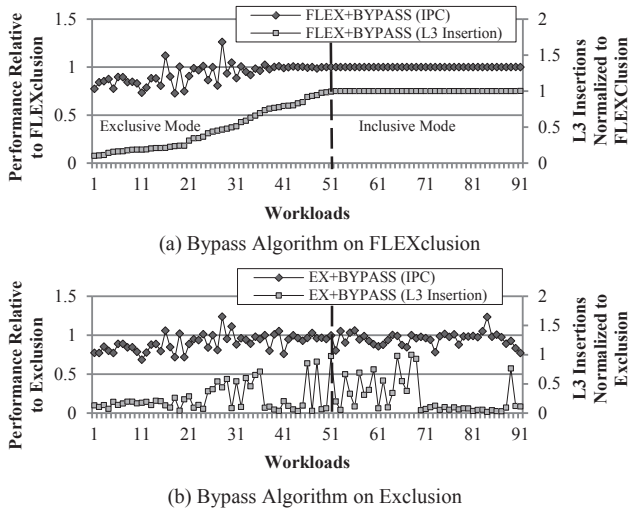 FLEX+BYPASS (IPC)
FLEX+BYPASS (L3 Insertion)
Performance Relative
to FLEXclusion
1.5
1
0.5
0
Exclusive Mode
Inclusive Mode
2
1.5
1
0.5
0
L3 Insertions
Normalized to
FLEXClusion
1 11 21 31 41 51 61 71 81 91
Workloads
(a) Bypass Algorithm on FLEXclusion
EX+BYPASS (IPC)
EX+BYPASS (L3 Insertion)
Performance Relative
to Exclusion
1.5
1
0.5
0
2
1.5
1
0.5
0
L3 Insertions
Normalized to
Exclusion
1 11 21 31 41 51 61 71 81 91
Workloads
(b) Bypass Algorithm on Exclusion